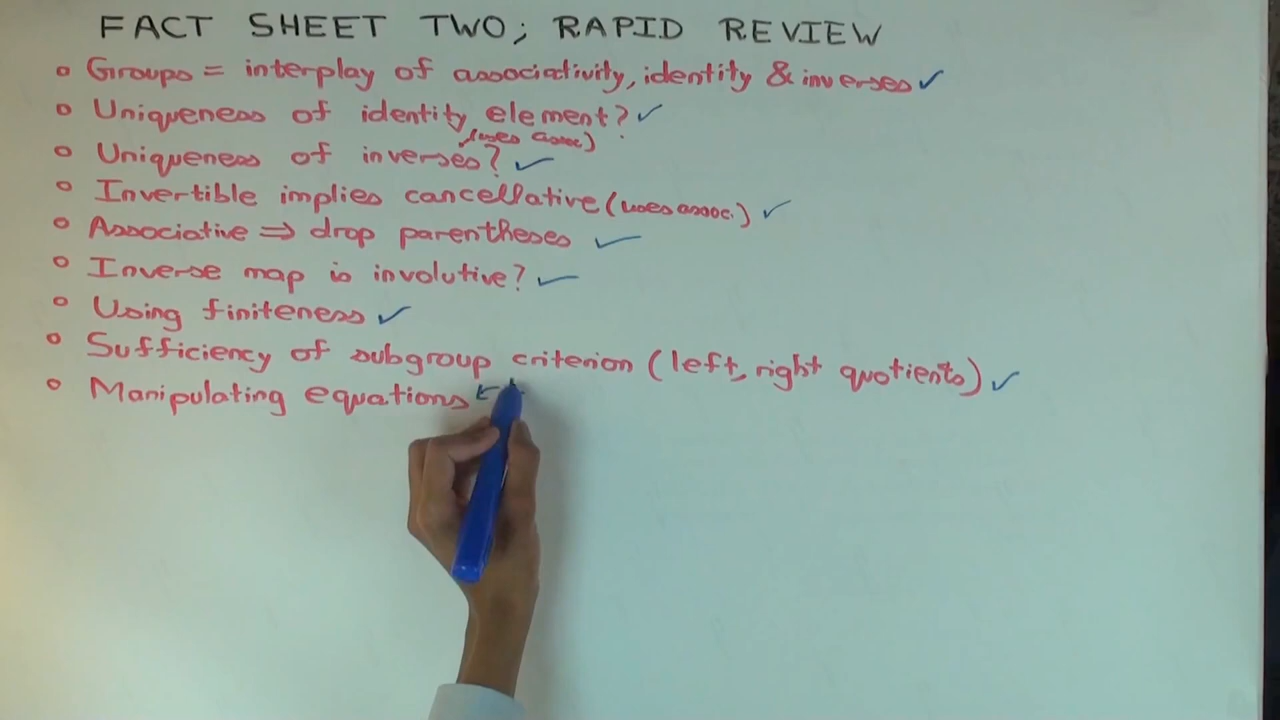 FACT SHEET TWO; RAPID REVIEW
Groups = interplay of associativity, identity & inverses ✓
Uniqueness of identity element? ✓
(uses assoc)
Uniqueness of inverses? ✓
Invertible implies cancellative (uses assoc.) ✓
Associative ⇒ drop parentheses ✓
Inverse map is involutive? ✓
Using finiteness ✓
Sufficiency of subgroup criterion (left, right quotients) ✓
Manipulating equations